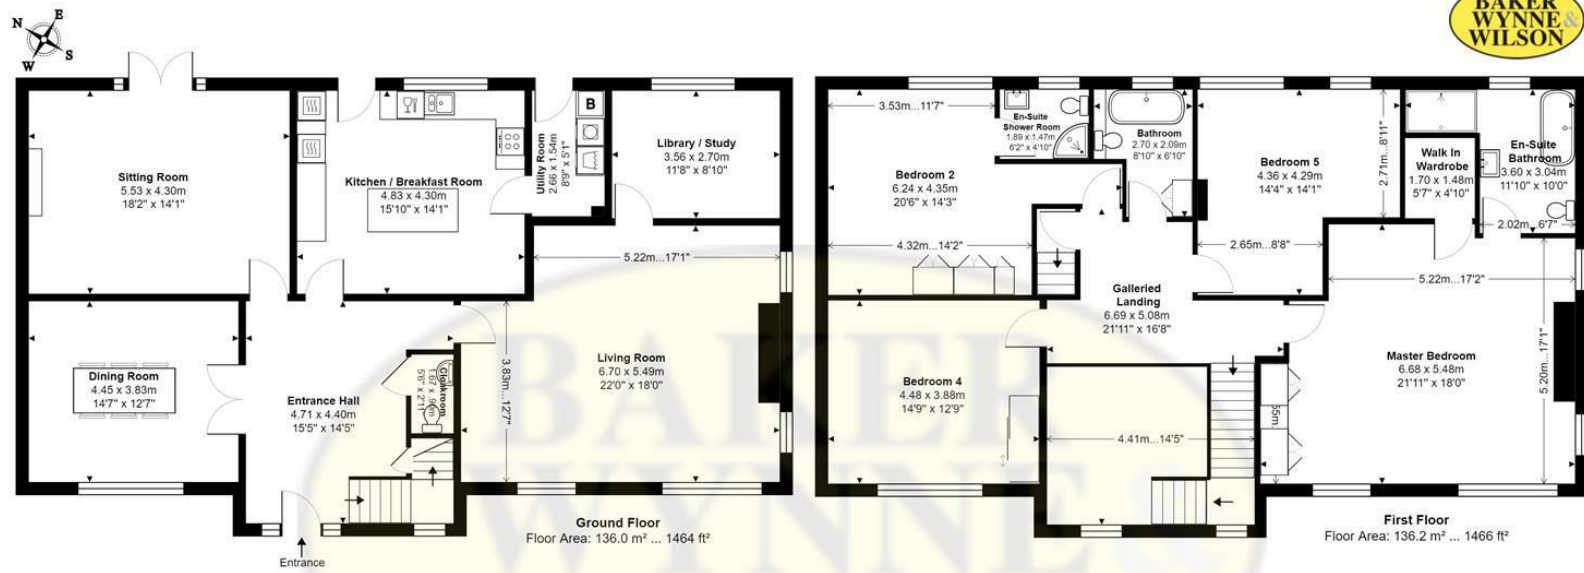 BAKER
WYNNE &
WILSON
N
E
S
W
Sitting Room
5.53 x 4.30m
18'2" x 14'1"
Kitchen / Breakfast Room
4.83 x 4.30m
15'10" x 14'1"
Utility Room
2.66 x 1.54m
8'9" x 5'1"
B
Library / Study
3.56 x 2.70m
11'8" x 8'10"
5.22m...17'1"
Dining Room
4.45 x 3.83m
14'7" x 12'7"
Entrance Hall
4.71 x 4.40m
15'5" x 14'5"
Cloakroom
1.67 x .90m
5'6" x 2'11"
3.83m...12'7"
Living Room
6.70 x 5.49m
22'0" x 18'0"
Entrance
Ground Floor
Floor Area: 136.0 m² ... 1464 ft²
3.53m...11'7"
En-Suite
Shower Room
1.89 x 1.47m
6'2" x 4'10"
Bathroom
2.70 x 2.09m
8'10" x 6'10"
Bedroom 2
6.24 x 4.35m
20'6" x 14'3"
4.32m...14'2"
Bedroom 5
4.36 x 4.29m
14'4" x 14'1"
2.71m...8'11"
2.65m...8'8"
Walk In
Wardrobe
1.70 x 1.48m
5'7" x 4'10"
En-Suite
Bathroom
3.60 x 3.04m
11'10" x 10'0"
2.02m...6'7"
5.22m...17'2"
Galleried
Landing
6.69 x 5.08m
21'11" x 16'8"
Bedroom 4
4.48 x 3.88m
14'9" x 12'9"
4.41m...14'5"
Master Bedroom
6.68 x 5.48m
21'11" x 18'0"
5.20m...17'1"
First Floor
Floor Area: 136.2 m² ... 1466 ft²
BAKER
WYNNE &